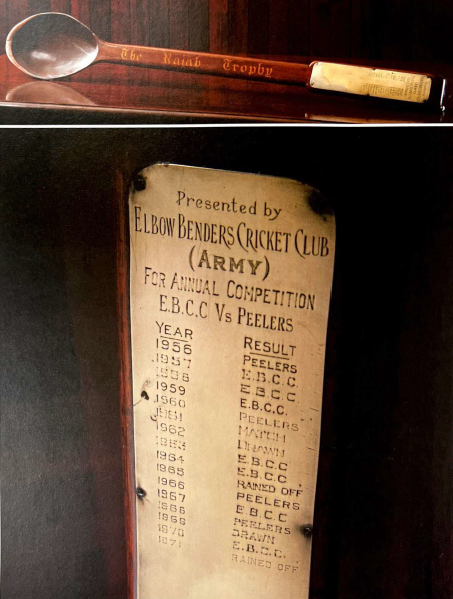 The Rajah Trophy
Presented by
ELBOW BENDERS CRICKET CLUB
(ARMY)
FOR ANNUAL COMPETITION
E.B.C.C Vs PEELERS
YEAR RESULT
1956 PEELERS
1957 E.B.C.C.
1958 E.B.C.C.
1959 E.B.C.C.
1960 PEELERS
1961 MATCH
1962 DRAWN
1963 E.B.C.C
1964 E.B.C.C
1965 RAINED OFF
1966 PEELERS
1967 E.B.C.C
1968 PEELERS
1969 DRAWN
1970 E.B.C.C.
1971 RAINED OFF